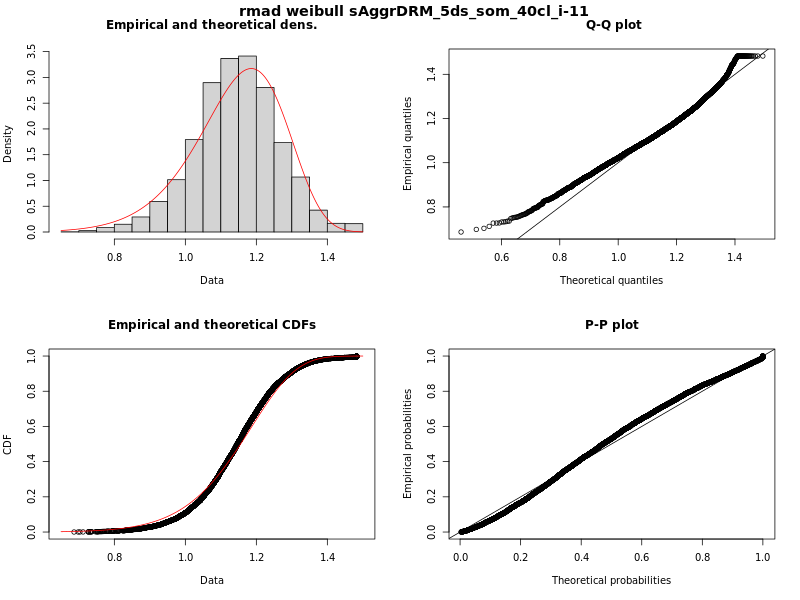 rmad weibull sAggrDRM_5ds_som_40cl_i-11
Empirical and theoretical dens.
Density
0.0 0.5 1.0 1.5 2.0 2.5 3.0 3.5
0.8 1.0 1.2 1.4
Data
Q-Q plot
Empirical quantiles
0.8 1.0 1.2 1.4
0.6 0.8 1.0 1.2 1.4
Theoretical quantiles
Empirical and theoretical CDFs
CDF
0.0 0.2 0.4 0.6 0.8 1.0
0.8 1.0 1.2 1.4
Data
P-P plot
Empirical probabilities
0.0 0.2 0.4 0.6 0.8 1.0
0.0 0.2 0.4 0.6 0.8 1.0
Theoretical probabilities